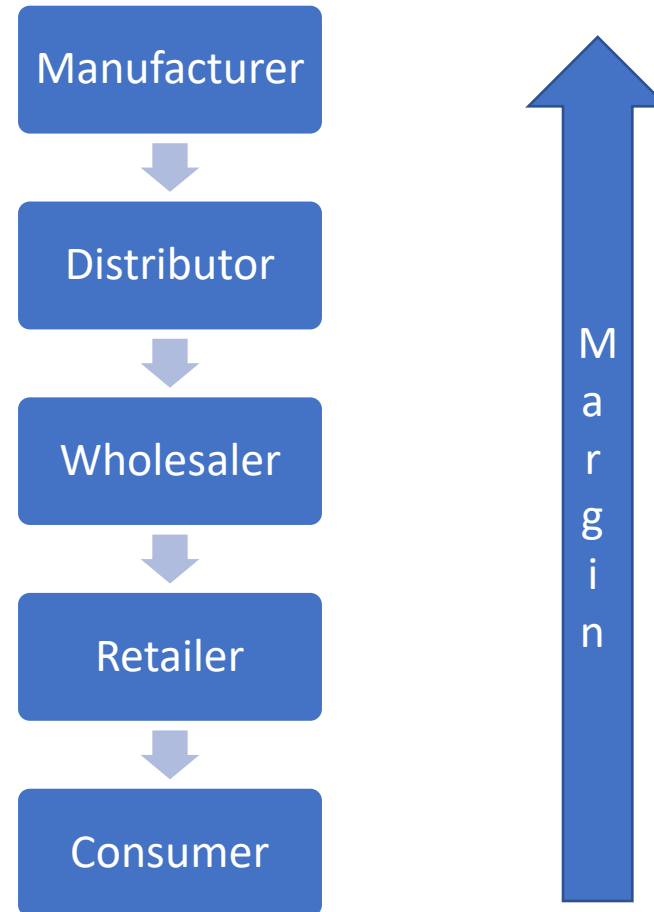 Manufacturer
Distributor
Wholesaler
Retailer
Consumer
M
a
r
g
i
n